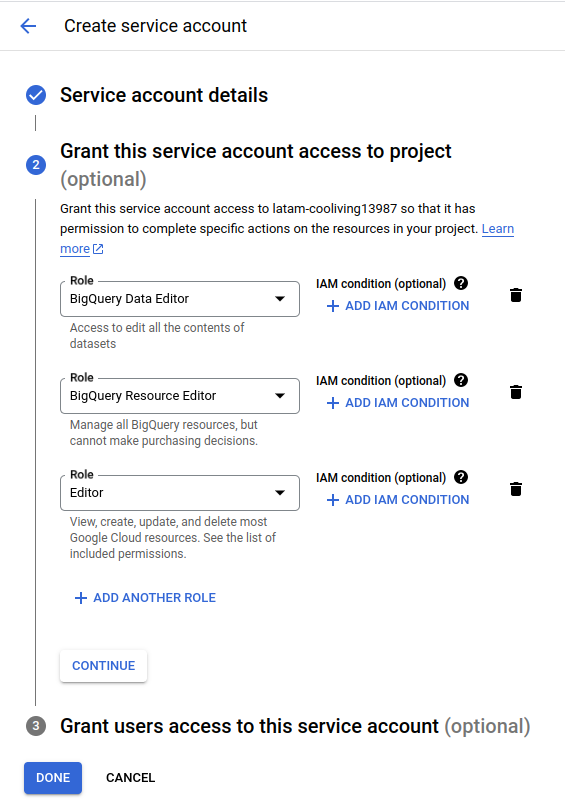 Create service account
Service account details
2
Grant this service account access to project
(optional)
Grant this service account access to latam-cooliving13987 so that it has
permission to complete specific actions on the resources in your project. Learn
more
Role
BigQuery Data Editor
IAM condition (optional) ?
+ ADD IAM CONDITION
Access to edit all the contents of
datasets
Role
BigQuery Resource Editor
IAM condition (optional) ?
+ ADD IAM CONDITION
Manage all BigQuery resources, but
cannot make purchasing decisions.
Role
Editor
IAM condition (optional) ?
+ ADD IAM CONDITION
View, create, update, and delete most
Google Cloud resources. See the list of
included permissions.
+ ADD ANOTHER ROLE
CONTINUE
3 Grant users access to this service account (optional)
DONE CANCEL